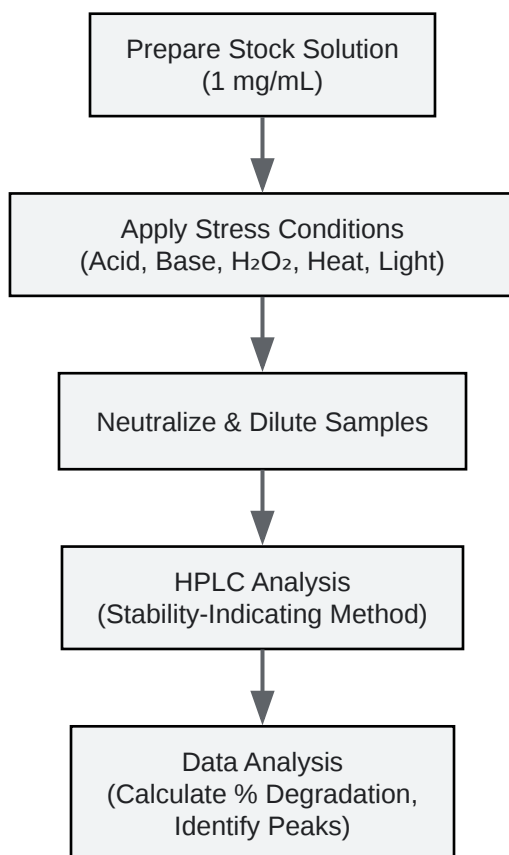 Prepare Stock Solution
(1 mg/mL)
Apply Stress Conditions
(Acid, Base, H₂O₂, Heat, Light)
Neutralize & Dilute Samples
HPLC Analysis
(Stability-Indicating Method)
Data Analysis
(Calculate % Degradation,
Identify Peaks)